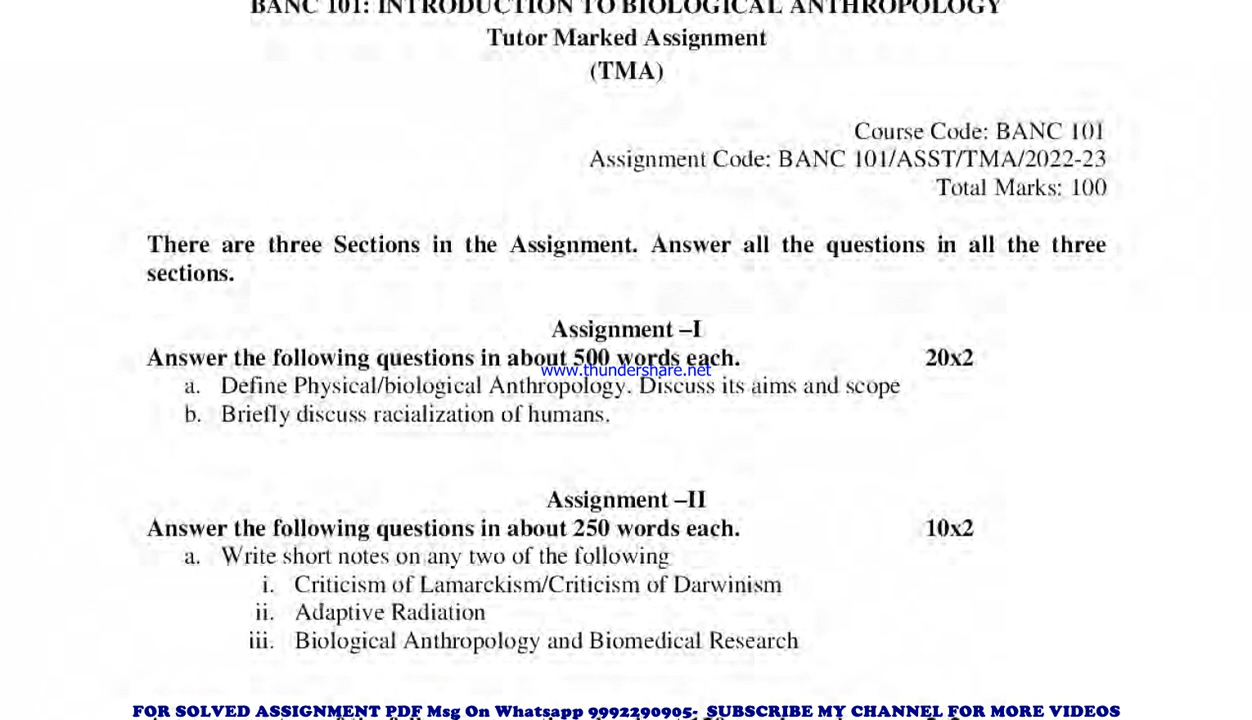 BANC 101: INTRODUCTION TO BIOLOGICAL ANTHROPOLOGY
Tutor Marked Assignment
(TMA)
Course Code: BANC 101
Assignment Code: BANC 101/ASST/TMA/2022-23
Total Marks: 100
There are three Sections in the Assignment. Answer all the questions in all the three
sections.
Assignment –I
Answer the following questions in about 500 words each. 20x2
www.thundershare.net
a. Define Physical/biological Anthropology. Discuss its aims and scope
b. Briefly discuss racialization of humans.
Assignment –II
Answer the following questions in about 250 words each. 10x2
a. Write short notes on any two of the following
i. Criticism of Lamarckism/Criticism of Darwinism
ii. Adaptive Radiation
iii. Biological Anthropology and Biomedical Research
FOR SOLVED ASSIGNMENT PDF Msg On Whatsapp 9992290905- SUBSCRIBE MY CHANNEL FOR MORE VIDEOS